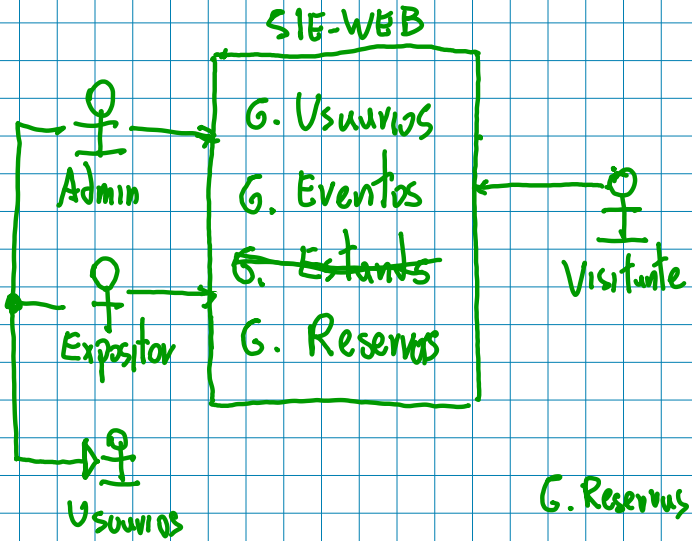 SIE-WEB
G. Usuarios
Admin
G. Eventos
Visitante
G. Estands
Expositor
G. Reservas
Usuarios
G. Reservas